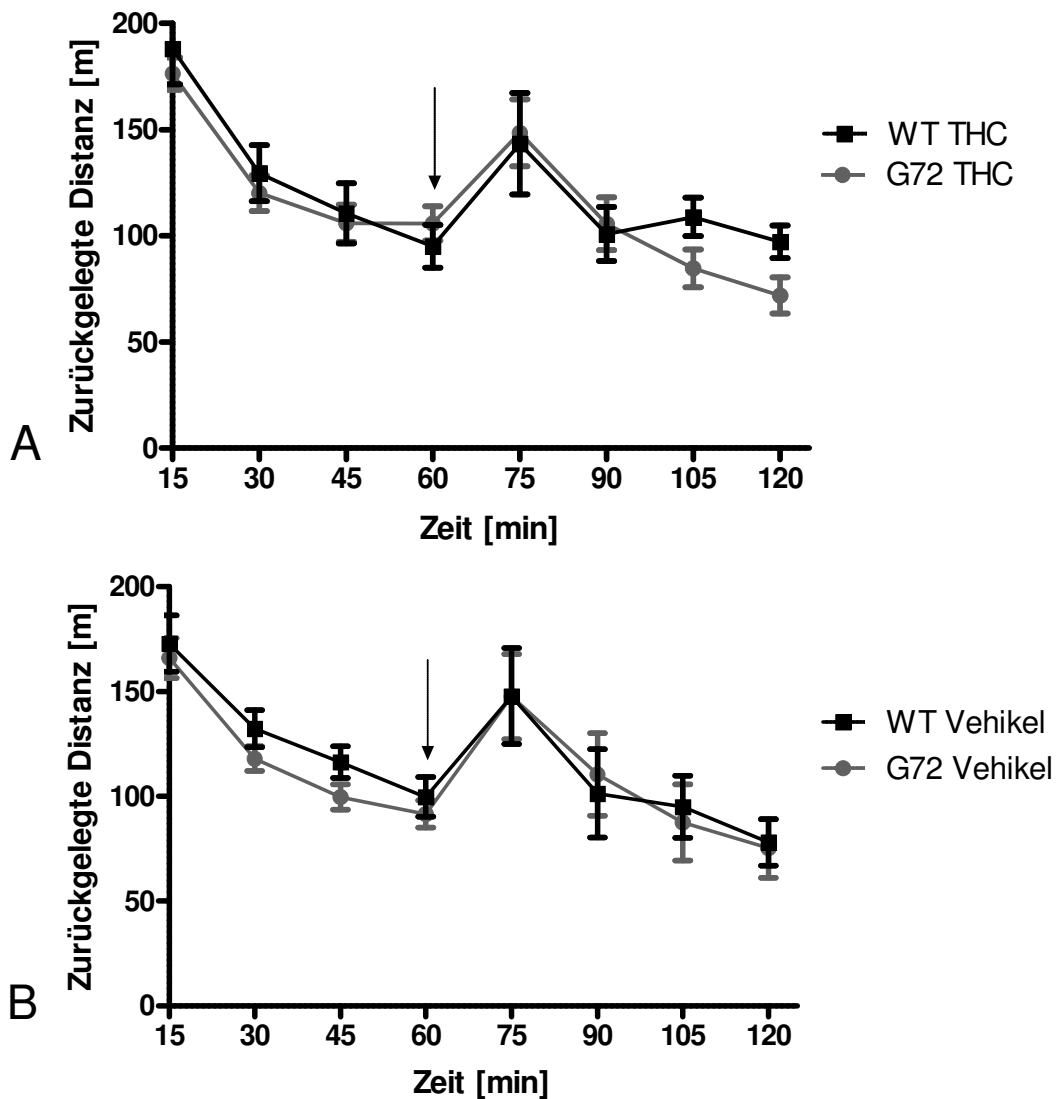 200
150
100
50
0
Zurückgelegte Distanz [m]
A
15 30 45 60 75 90 105 120
Zeit [min]
WT THC
G72 THC
200
150
100
50
0
Zurückgelegte Distanz [m]
B
15 30 45 60 75 90 105 120
Zeit [min]
WT Vehikel
G72 Vehikel